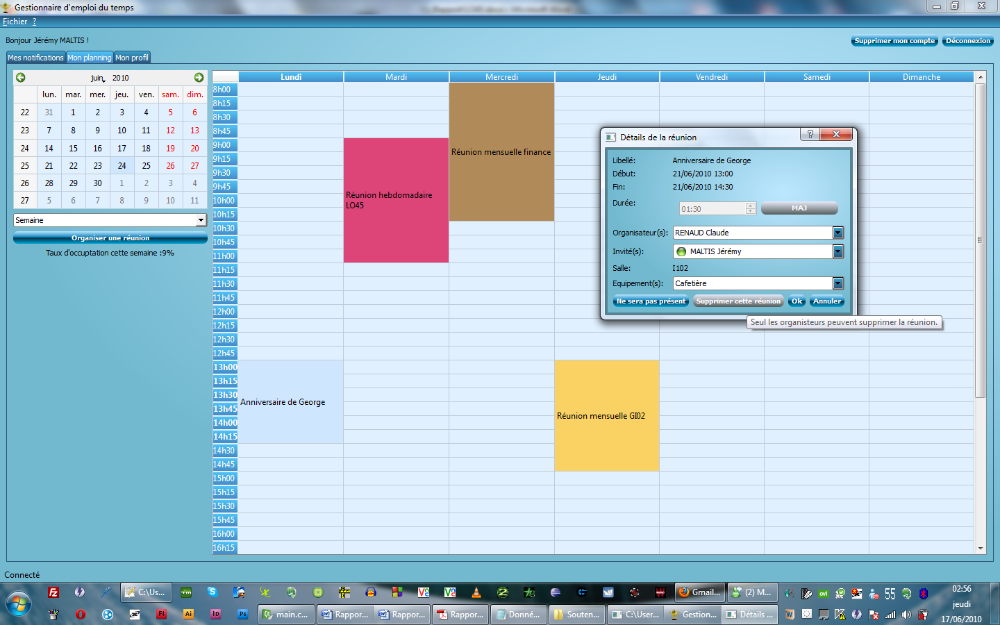 Gestionnaire d'emploi du temps
Fichier ?
Bonjour Jérémy MALTIS !
Supprimer mon compte Déconnexion
Mes notifications Mon planning Mon profil
juin, 2010
lun. mar. mer. jeu. ven. sam. dim.
22 31 1 2 3 4 5 6
23 7 8 9 10 11 12 13
24 14 15 16 17 18 19 20
25 21 22 23 24 25 26 27
26 28 29 30 1 2 3 4
27 5 6 7 8 9 10 11
Semaine
Organiser une réunion
Taux d'occuptation cette semaine :9%
Lundi Mardi Mercredi Jeudi Vendredi Samedi Dimanche
8h00
8h15
8h30
8h45
9h00
9h15
9h30
9h45
10h00
10h15
10h30
10h45
11h00
11h15
11h30
11h45
12h00
12h15
12h30
12h45
13h00
13h15
13h30
13h45
14h00
14h15
14h30
14h45
15h00
15h15
15h30
15h45
16h00
16h15
Réunion mensuelle finance
Réunion hebdomadaire
LO45
Anniversaire de George
Réunion mensuelle GI02
Détails de la réunion
Libellé: Anniversaire de George
Début: 21/06/2010 13:00
Fin: 21/06/2010 14:30
Durée: 01:30 MAJ
Organisateur(s): RENAUD Claude
Invité(s): MALTIS Jérémy
Salle: I102
Equipement(s): Cafetière
Ne sera pas présent Supprimer cette réunion Ok Annuler
Seul les organisteurs peuvent supprimer la réunion.
Connecté
C:\Us... Gmail... (2) M... 55 02:56
jeudi
main.c... Rappor... Rappor... Rappor... Donné... Souten... C:\User... Gestion... Détails ... 17/06/2010